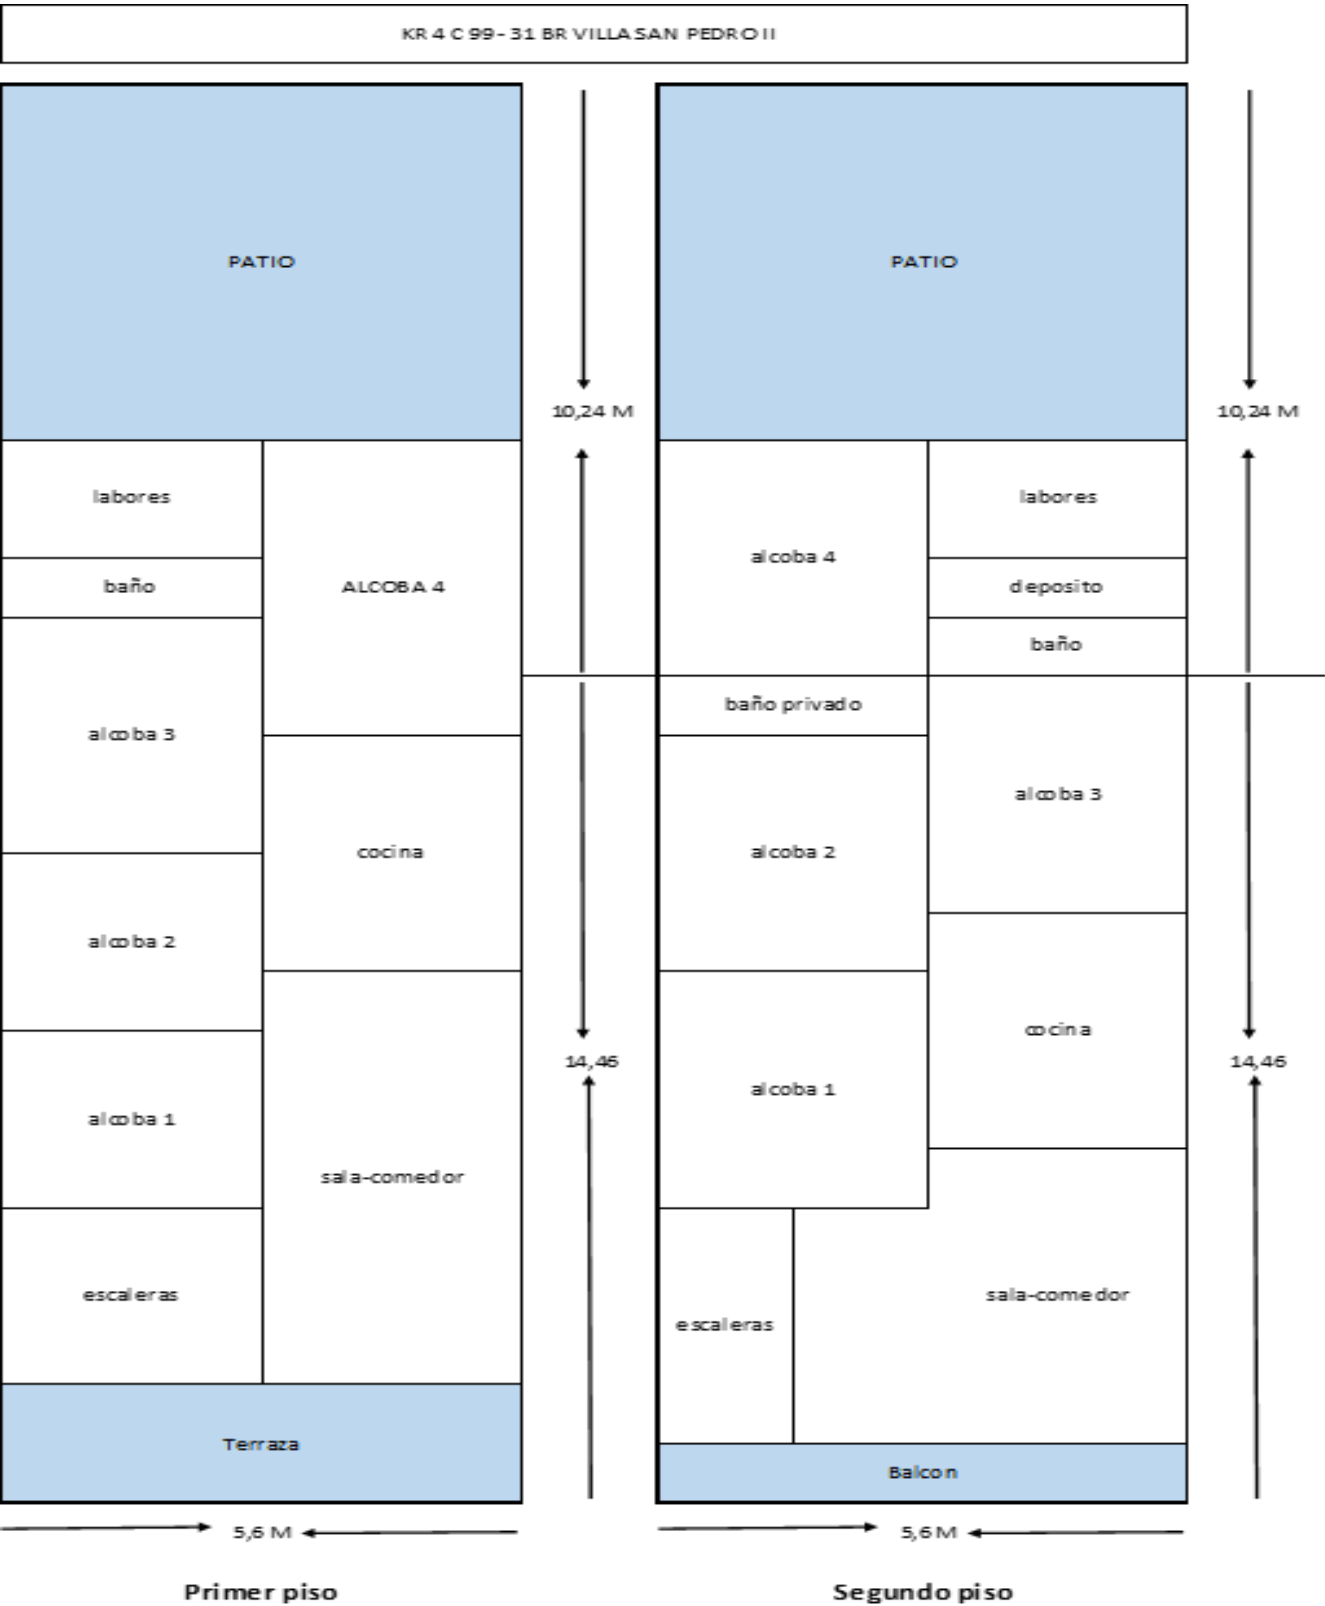 KR 4 C 99 - 31 BR VILLA SAN PEDRO II
PATIO
labores
baño
ALCOBA 4
alcoba 3
cocina
alcoba 2
alcoba 1
sala-comedor
escaleras
Terraza
5,6 M
Primer piso
10,24 M
14,46
PATIO
alcoba 4
labores
deposito
baño
baño privado
alcoba 3
alcoba 2
cocina
alcoba 1
sala-comedor
escaleras
Balcon
5,6 M
Segundo piso
10,24 M
14,46